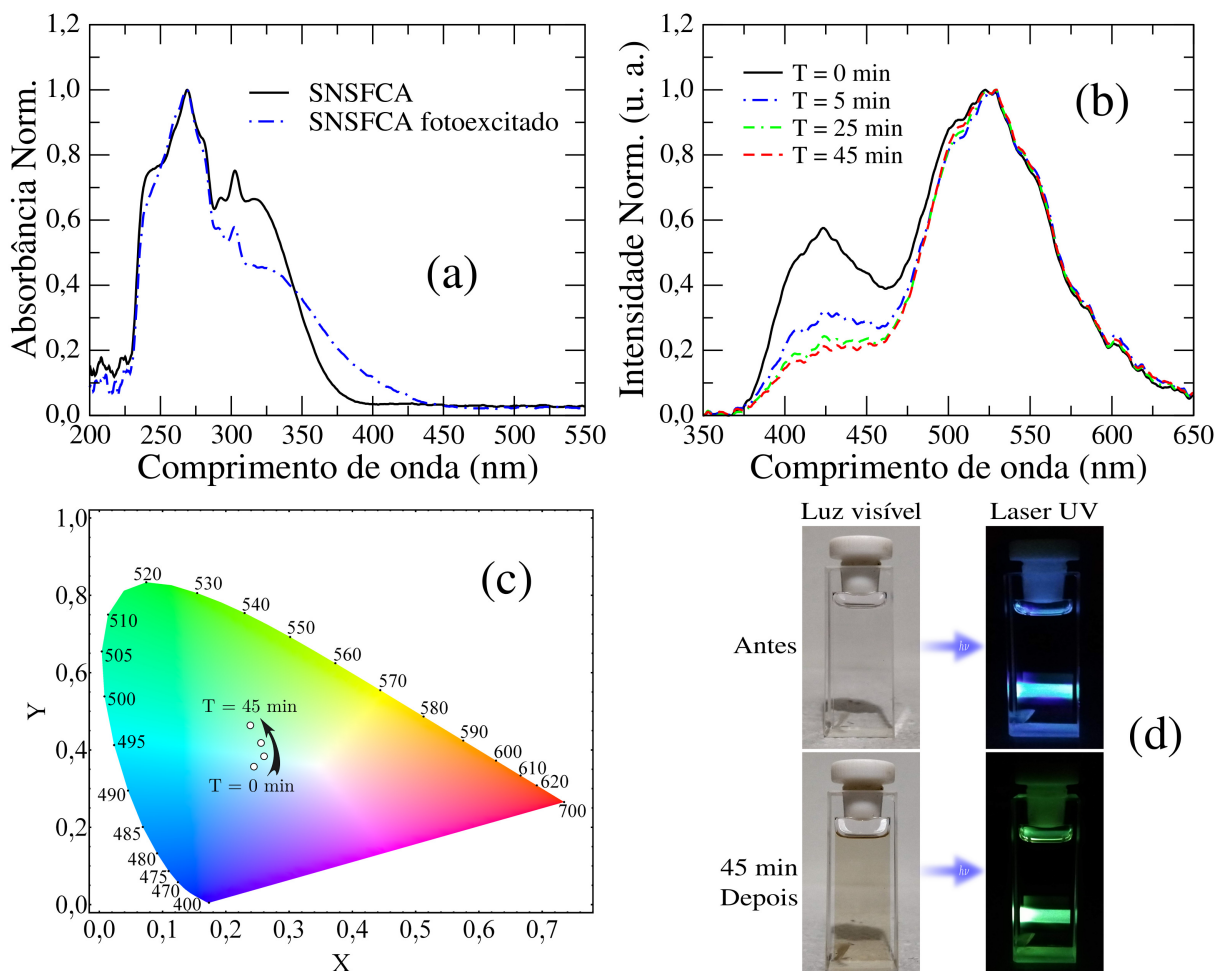 1,2
1,0
0,8
0,6
0,4
0,2
0,0
Absorbância Norm.
SNSFCA
SNSFCA fotoexcitado
(a)
200 250 300 350 400 450 500 550
Comprimento de onda (nm)
1,2
1,0
0,8
0,6
0,4
0,2
0,0
Intensidade Norm. (u. a.)
T = 0 min
T = 5 min
T = 25 min
T = 45 min
(b)
350 400 450 500 550 600 650
Comprimento de onda (nm)
1,0
0,8
0,6
0,4
0,2
0,0
Y
(c)
520
530
510
540
550
505
560
570
500
580
T = 45 min
590
495
600
610
T = 0 min
620
490
700
485
480
475
470
400
0,0 0,1 0,2 0,3 0,4 0,5 0,6 0,7
X
Luz visível Laser UV
Antes
hν
(d)
45 min
Depois
hν